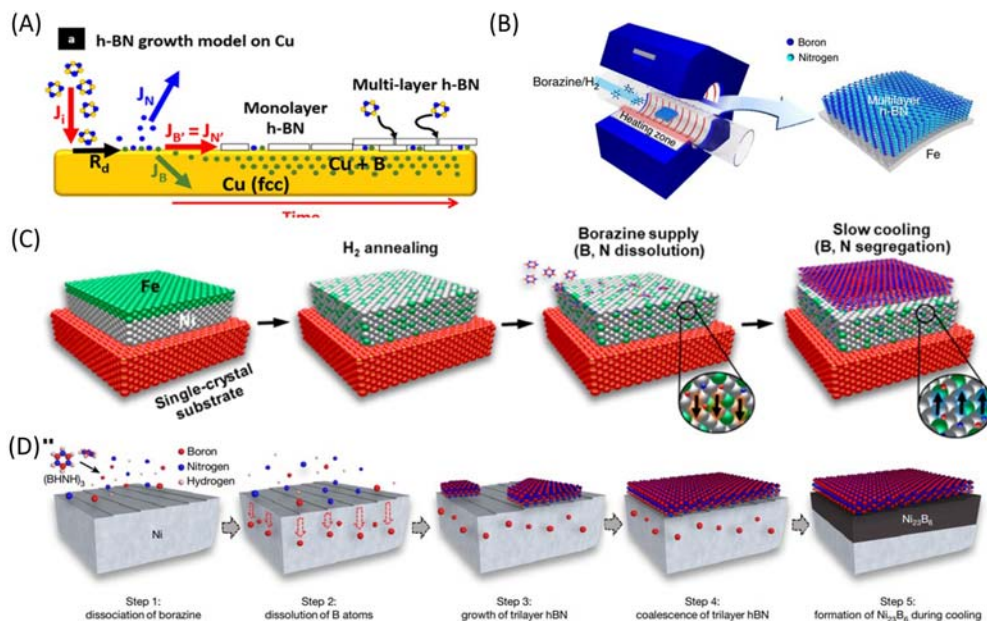 (A)
a h-BN growth model on Cu
J_i
J_N
J_B' = J_N'
Monolayer
h-BN
Multi-layer h-BN
R_d
J_B
Cu + B
Cu (fcc)
Time
(B)
Boron
Nitrogen
Borazine/H₂
Heating zone
Multilayer
h-BN
Fe
(C)
Fe
Ni
Single-crystal
substrate
H₂ annealing
Borazine supply
(B, N dissolution)
Slow cooling
(B, N segregation)
(D)"
(BHNH)₃
Boron
Nitrogen
Hydrogen
Ni
Ni₂₃B₆
Step 1:
dissociation of borazine
Step 2:
dissolution of B atoms
Step 3:
growth of trilayer hBN
Step 4:
coalescence of trilayer hBN
Step 5:
formation of Ni₂₃B₆ during cooling